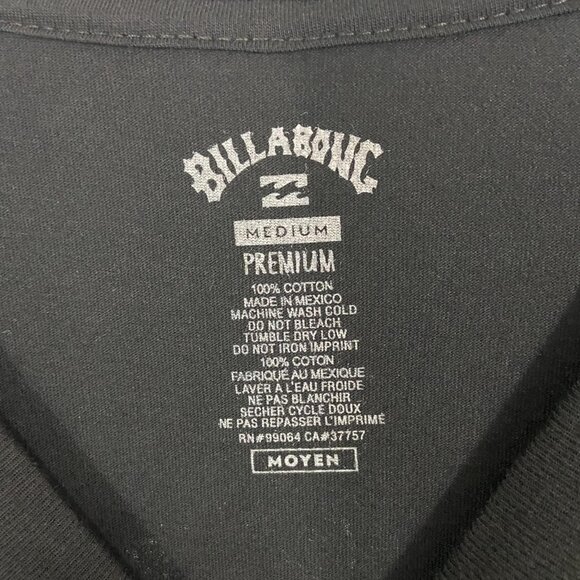 BILLABONG
MEDIUM
PREMIUM
100% COTTON
MADE IN MEXICO
MACHINE WASH COLD
DO NOT BLEACH
TUMBLE DRY LOW
DO NOT IRON IMPRINT
100% COTON
FABRIQUÉ AU MEXIQUE
LAVER À L'EAU FROIDE
NE PAS BLANCHIR
SECHER CYCLE DOUX
NE PAS REPASSER L'IMPRIMÉ
RN#99064 CA#37757
MOYEN